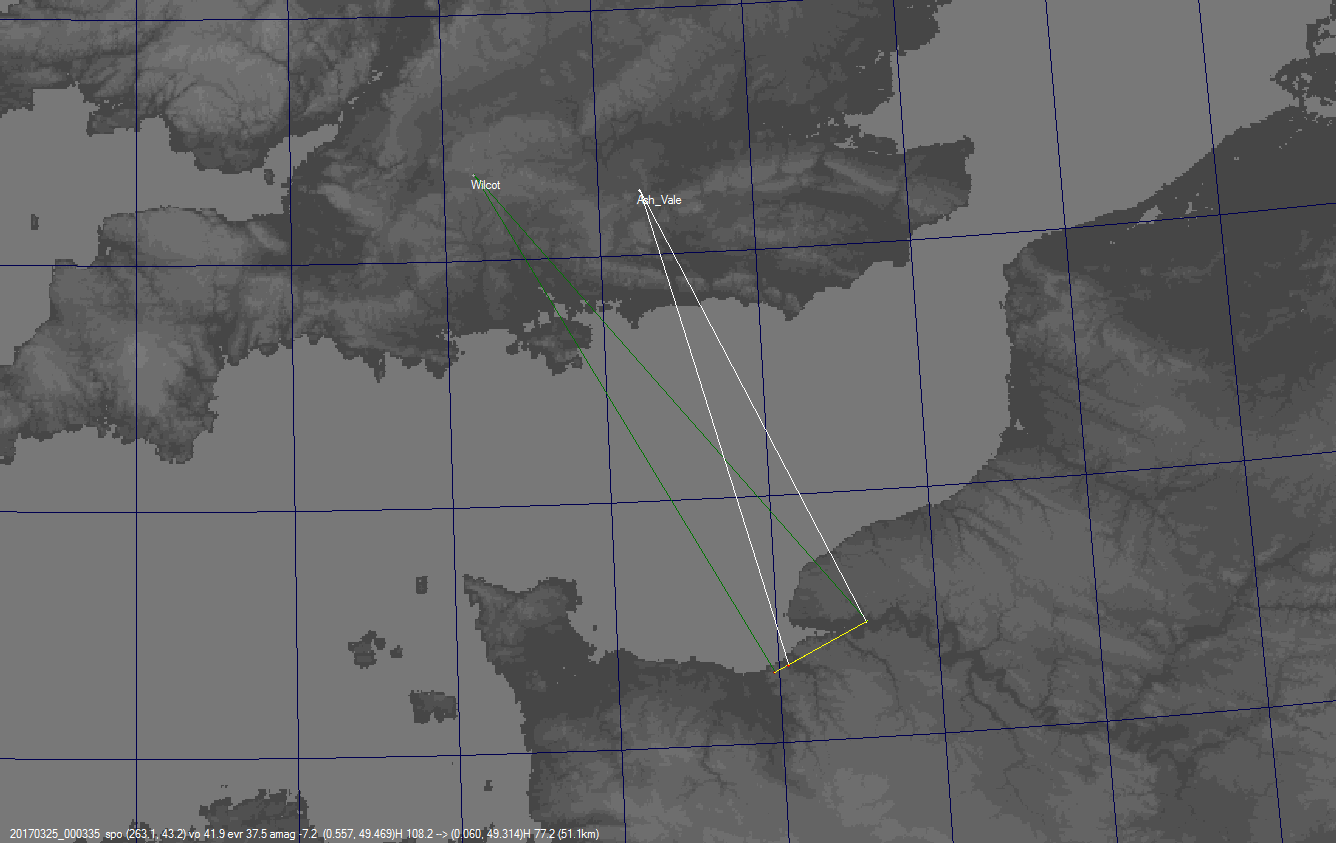 Wilcot
Ash_Vale
20170325_000335 spo (263.1, 43.2) vo 41.9 evr 37.5 amag -7.2 (0.557, 49.469)H 108.2 --> (0.060, 49.314)H 77.2 (51.1km)